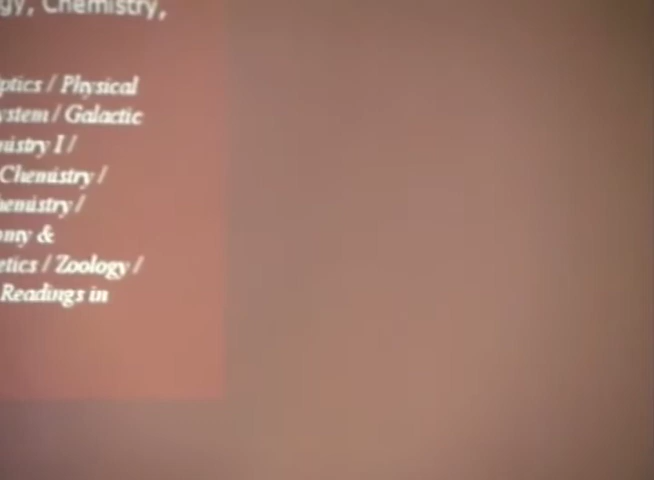 gy, Chemistry,
ptics / Physical
ystem / Galactic
mistry I /
Chemistry /
hemistry /
omy &
etics / Zoology /
Readings in